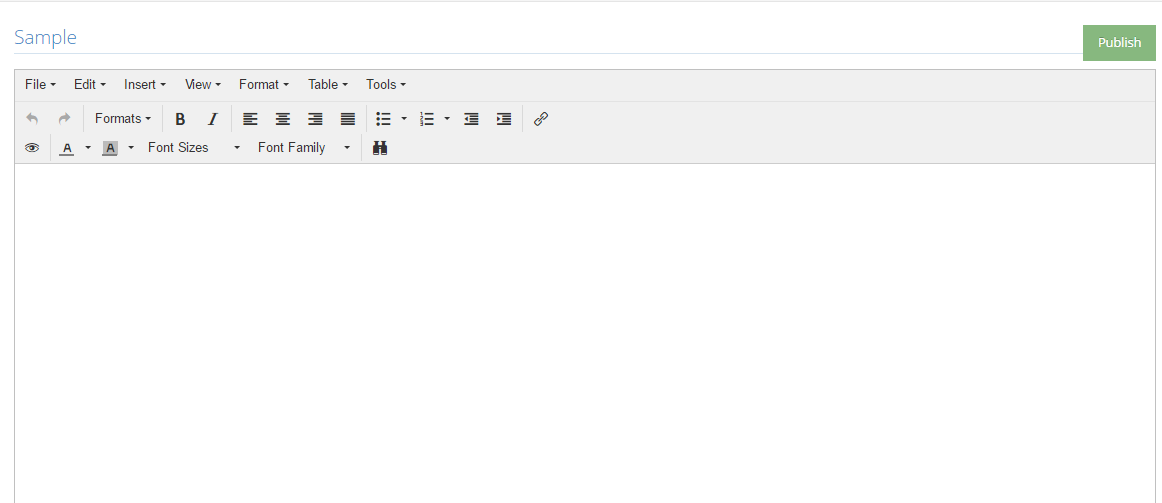 Sample
Publish
File Edit Insert View Format Table Tools
Formats B I
A A Font Sizes Font Family